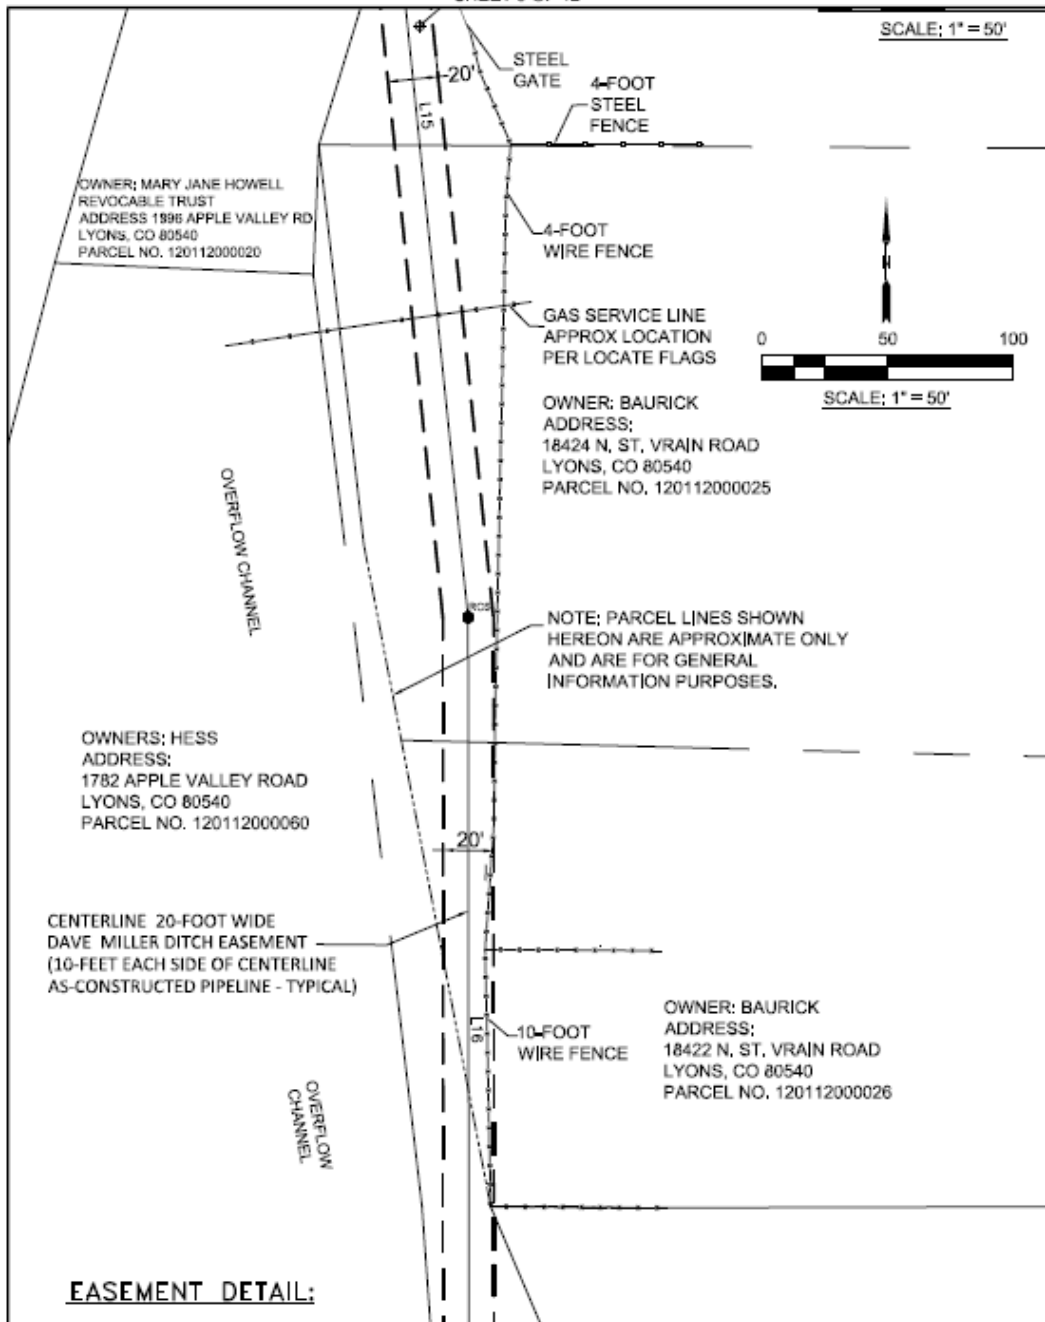 SCALE: 1" = 50'
STEEL
GATE
20'
4-FOOT
STEEL
FENCE
L15
OWNER: MARY JANE HOWELL
REVOCABLE TRUST
ADDRESS 1996 APPLE VALLEY RD
LYONS, CO 80540
PARCEL NO. 120112000020
4-FOOT
WIRE FENCE
N
GAS SERVICE LINE
APPROX LOCATION
PER LOCATE FLAGS
0 50 100
SCALE: 1" = 50'
OWNER: BAURICK
ADDRESS:
18424 N. ST. VRAIN ROAD
LYONS, CO 80540
PARCEL NO. 120112000025
OVERFLOW CHANNEL
NOTE: PARCEL LINES SHOWN
HEREON ARE APPROXIMATE ONLY
AND ARE FOR GENERAL
INFORMATION PURPOSES.
OWNERS: HESS
ADDRESS:
1782 APPLE VALLEY ROAD
LYONS, CO 80540
PARCEL NO. 120112000060
20'
CENTERLINE 20-FOOT WIDE
DAVE MILLER DITCH EASEMENT
(10-FEET EACH SIDE OF CENTERLINE
AS-CONSTRUCTED PIPELINE - TYPICAL)
L16
10-FOOT
WIRE FENCE
OWNER: BAURICK
ADDRESS:
18422 N. ST. VRAIN ROAD
LYONS, CO 80540
PARCEL NO. 120112000026
OVERFLOW
CHANNEL
EASEMENT DETAIL: